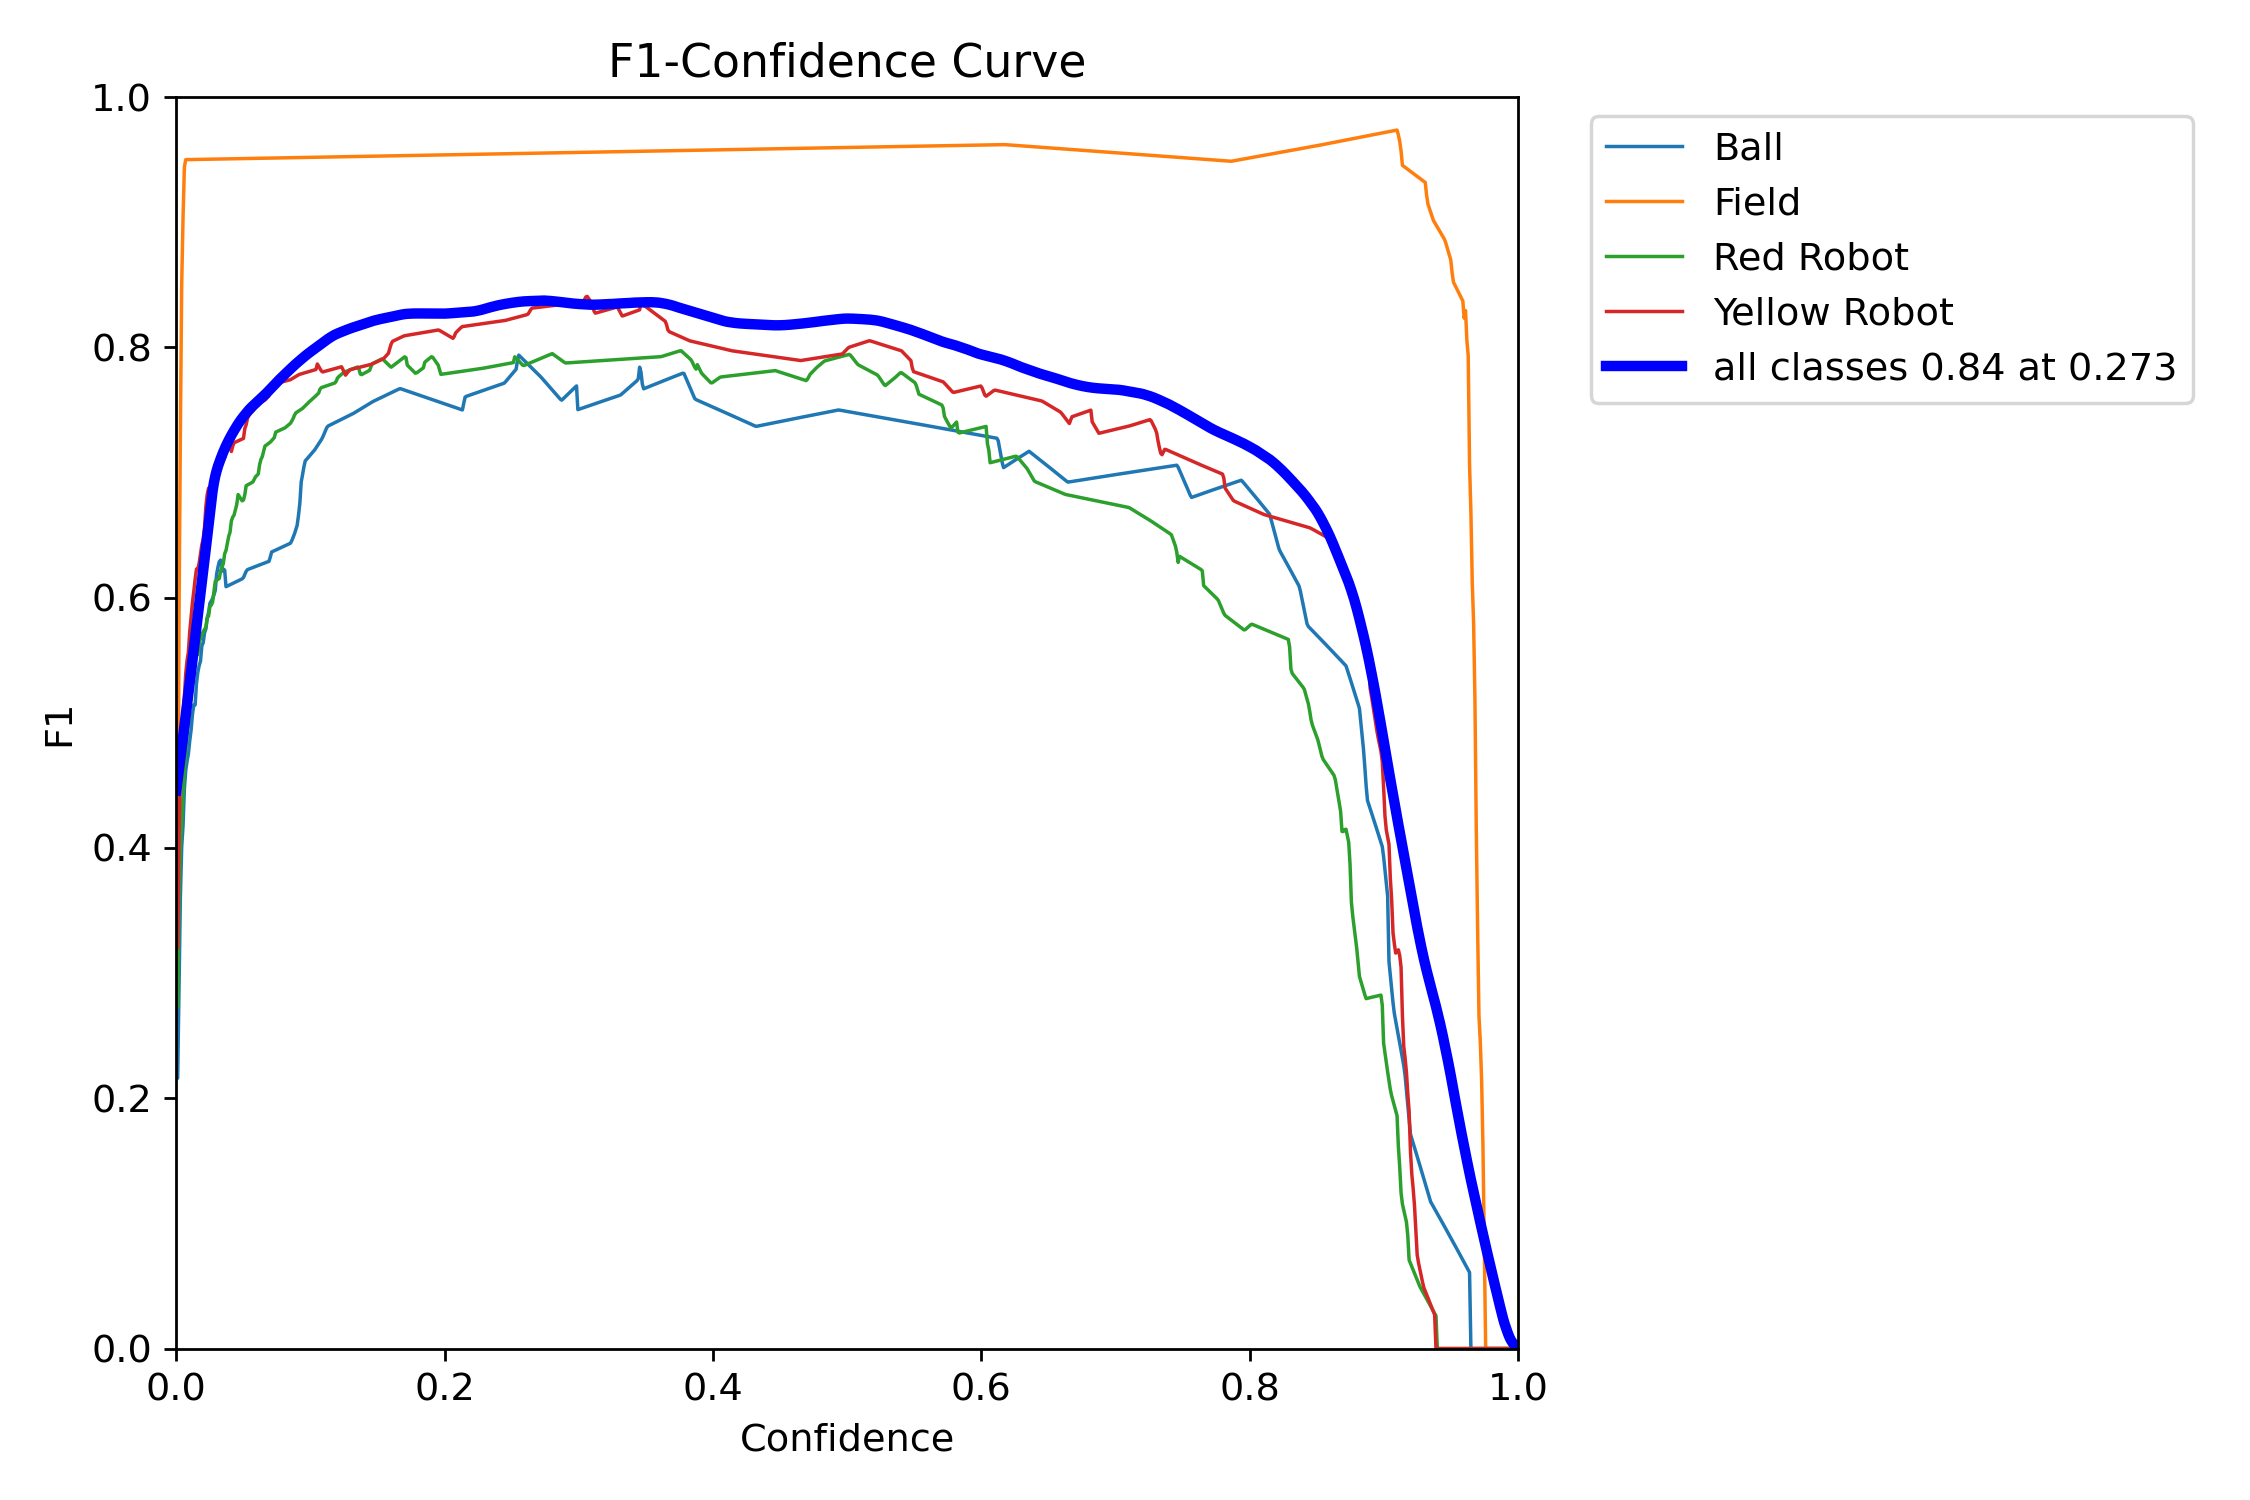 F1-Confidence Curve
1.0
0.8
0.6
0.4
0.2
0.0
F1
0.0 0.2 0.4 0.6 0.8 1.0
Confidence
Ball
Field
Red Robot
Yellow Robot
all classes 0.84 at 0.273